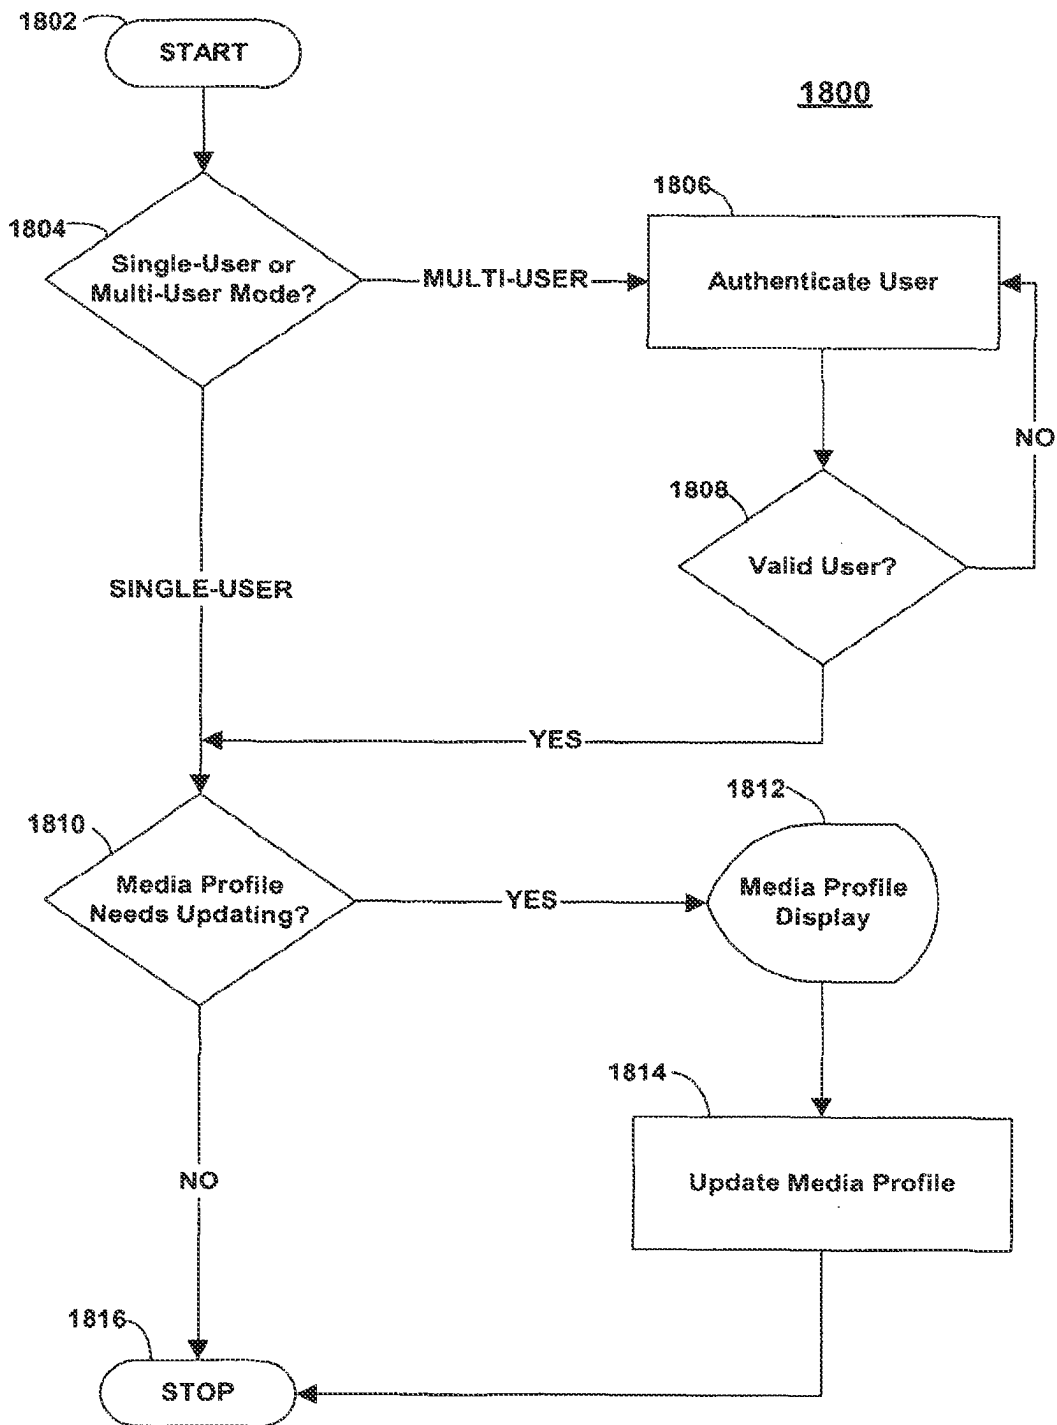 1802
START
1800
1804
Single-User or
Multi-User Mode?
MULTI-USER
1806
Authenticate User
NO
1808
Valid User?
SINGLE-USER
YES
1810
Media Profile
Needs Updating?
YES
1812
Media Profile
Display
1814
Update Media Profile
NO
1816
STOP